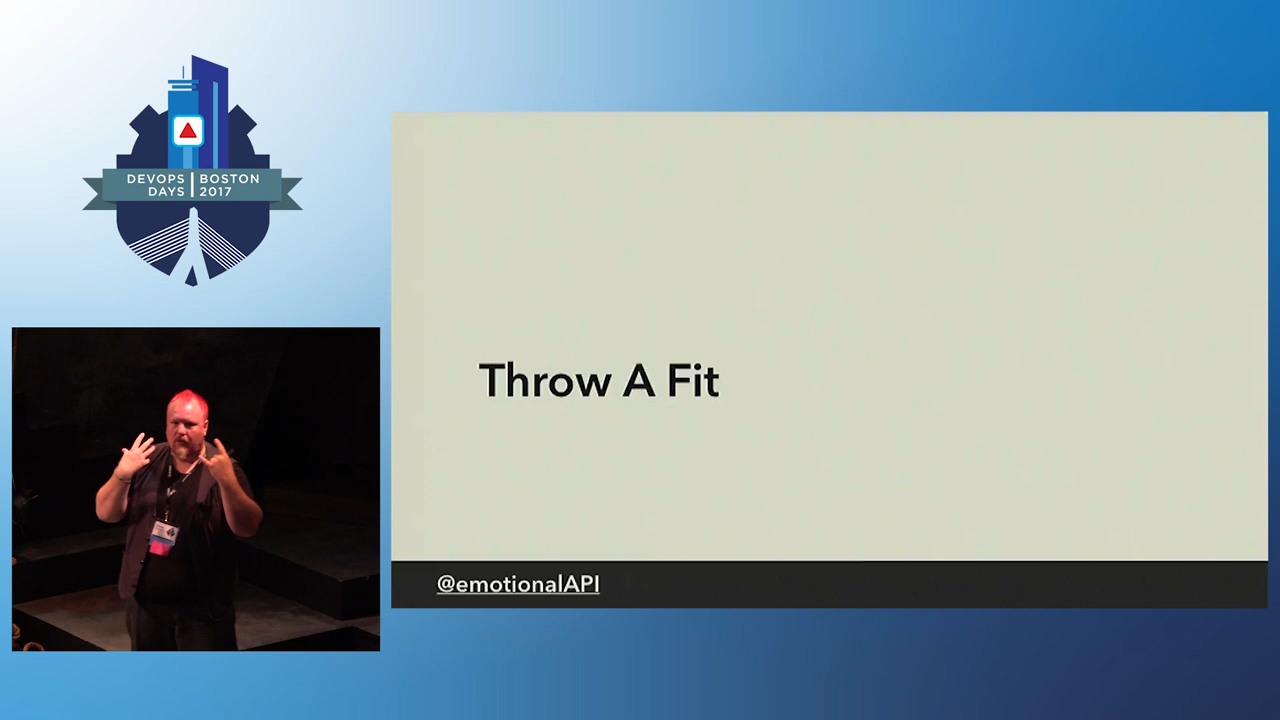 DEVOPS | BOSTON
DAYS | 2017
Throw A Fit
@emotionalAPI